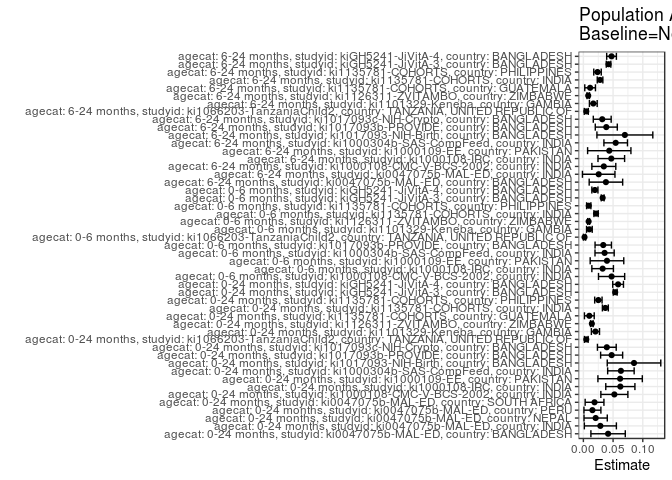 Population A
Baseline=No
agecat: 6-24 months, studyid: kiGH5241-JiVitA-4, country: BANGLADESH
agecat: 6-24 months, studyid: kiGH5241-JiVitA-3, country: BANGLADESH
agecat: 6-24 months, studyid: ki1135781-COHORTS, country: PHILIPPINES
agecat: 6-24 months, studyid: ki1135781-COHORTS, country: INDIA
agecat: 6-24 months, studyid: ki1135781-COHORTS, country: GUATEMALA
agecat: 6-24 months, studyid: ki1126311-ZVITAMBO, country: ZIMBABWE
agecat: 6-24 months, studyid: ki1101329-Keneba, country: GAMBIA
agecat: 6-24 months, studyid: ki1066203-TanzaniaChild2, country: TANZANIA, UNITED REPUBLIC OF
agecat: 6-24 months, studyid: ki1017093c-NIH-Crypto, country: BANGLADESH
agecat: 6-24 months, studyid: ki1017093b-PROVIDE, country: BANGLADESH
agecat: 6-24 months, studyid: ki1017093-NIH-Birth, country: BANGLADESH
agecat: 6-24 months, studyid: ki1000304b-SAS-CompFeed, country: INDIA
agecat: 6-24 months, studyid: ki1000109-EE, country: PAKISTAN
agecat: 6-24 months, studyid: ki1000108-IRC, country: INDIA
agecat: 6-24 months, studyid: ki1000108-CMC-V-BCS-2002, country: INDIA
agecat: 6-24 months, studyid: ki0047075b-MAL-ED, country: INDIA
agecat: 6-24 months, studyid: ki0047075b-MAL-ED, country: BANGLADESH
agecat: 0-6 months, studyid: kiGH5241-JiVitA-4, country: BANGLADESH
agecat: 0-6 months, studyid: kiGH5241-JiVitA-3, country: BANGLADESH
agecat: 0-6 months, studyid: ki1135781-COHORTS, country: PHILIPPINES
agecat: 0-6 months, studyid: ki1135781-COHORTS, country: INDIA
agecat: 0-6 months, studyid: ki1126311-ZVITAMBO, country: ZIMBABWE
agecat: 0-6 months, studyid: ki1101329-Keneba, country: GAMBIA
agecat: 0-6 months, studyid: ki1066203-TanzaniaChild2, country: TANZANIA, UNITED REPUBLIC OF
agecat: 0-6 months, studyid: ki1017093b-PROVIDE, country: BANGLADESH
agecat: 0-6 months, studyid: ki1000304b-SAS-CompFeed, country: INDIA
agecat: 0-6 months, studyid: ki1000109-EE, country: PAKISTAN
agecat: 0-6 months, studyid: ki1000108-IRC, country: INDIA
agecat: 0-6 months, studyid: ki1000108-CMC-V-BCS-2002, country: INDIA
agecat: 0-24 months, studyid: kiGH5241-JiVitA-4, country: BANGLADESH
agecat: 0-24 months, studyid: kiGH5241-JiVitA-3, country: BANGLADESH
agecat: 0-24 months, studyid: ki1135781-COHORTS, country: PHILIPPINES
agecat: 0-24 months, studyid: ki1135781-COHORTS, country: INDIA
agecat: 0-24 months, studyid: ki1135781-COHORTS, country: GUATEMALA
agecat: 0-24 months, studyid: ki1126311-ZVITAMBO, country: ZIMBABWE
agecat: 0-24 months, studyid: ki1101329-Keneba, country: GAMBIA
agecat: 0-24 months, studyid: ki1066203-TanzaniaChild2, country: TANZANIA, UNITED REPUBLIC OF
agecat: 0-24 months, studyid: ki1017093c-NIH-Crypto, country: BANGLADESH
agecat: 0-24 months, studyid: ki1017093b-PROVIDE, country: BANGLADESH
agecat: 0-24 months, studyid: ki1017093-NIH-Birth, country: BANGLADESH
agecat: 0-24 months, studyid: ki1000304b-SAS-CompFeed, country: INDIA
agecat: 0-24 months, studyid: ki1000109-EE, country: PAKISTAN
agecat: 0-24 months, studyid: ki1000108-IRC, country: INDIA
agecat: 0-24 months, studyid: ki1000108-CMC-V-BCS-2002, country: INDIA
agecat: 0-24 months, studyid: ki0047075b-MAL-ED, country: SOUTH AFRICA
agecat: 0-24 months, studyid: ki0047075b-MAL-ED, country: PERU
agecat: 0-24 months, studyid: ki0047075b-MAL-ED, country: NEPAL
agecat: 0-24 months, studyid: ki0047075b-MAL-ED, country: INDIA
agecat: 0-24 months, studyid: ki0047075b-MAL-ED, country: BANGLADESH
0.00 0.05 0.10
Estimate